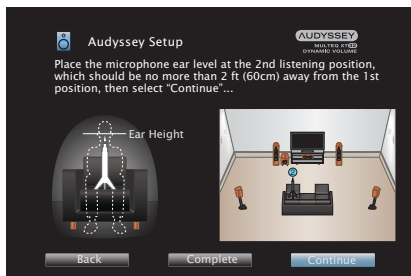 Audyssey Setup
AUDYSSEY
MULTEQ XT32
DYNAMIC VOLUME
Place the microphone ear level at the 2nd listening position,
which should be no more than 2 ft (60cm) away from the 1st
position, then select “Continue”...
Ear Height
2
Back
Complete
Continue